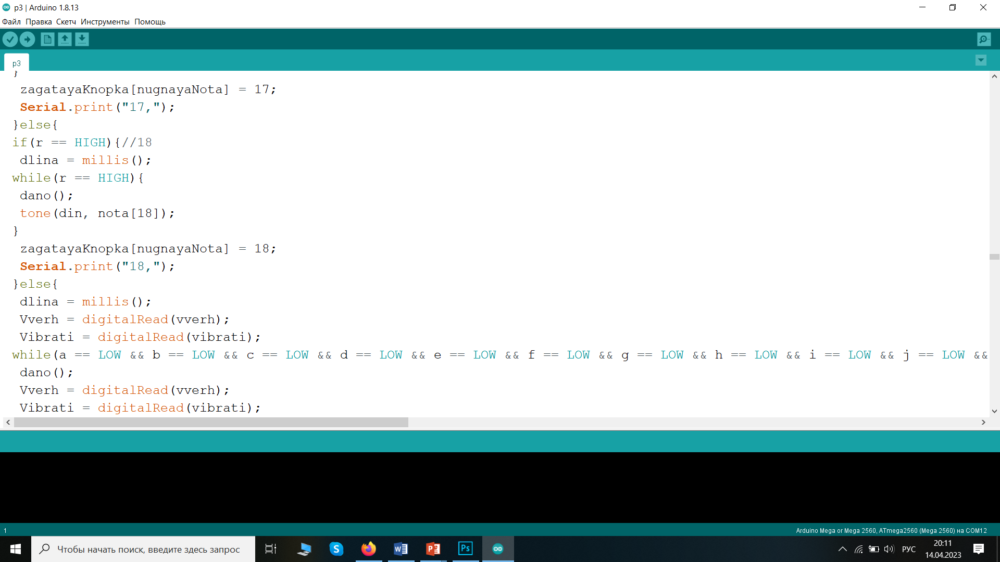 p3 | Arduino 1.8.13
Файл Правка Скетч Инструменты Помощь
p3
}
zagatayaKnopka[nugnayaNota] = 17;
Serial.print("17,");
}else{
if(r == HIGH){//18
dlina = millis();
while(r == HIGH){
dano();
tone(din, nota[18]);
}
zagatayaKnopka[nugnayaNota] = 18;
Serial.print("18,");
}else{
dlina = millis();
Vverh = digitalRead(vverh);
Vibrati = digitalRead(vibrati);
while(a == LOW && b == LOW && c == LOW && d == LOW && e == LOW && f == LOW && g == LOW && h == LOW && i == LOW && j == LOW &&
dano();
Vverh = digitalRead(vverh);
Vibrati = digitalRead(vibrati);
1
Arduino Mega or Mega 2560, ATmega2560 (Mega 2560) на COM12
Чтобы начать поиск, введите здесь запрос
РУС
20:11
14.04.2023